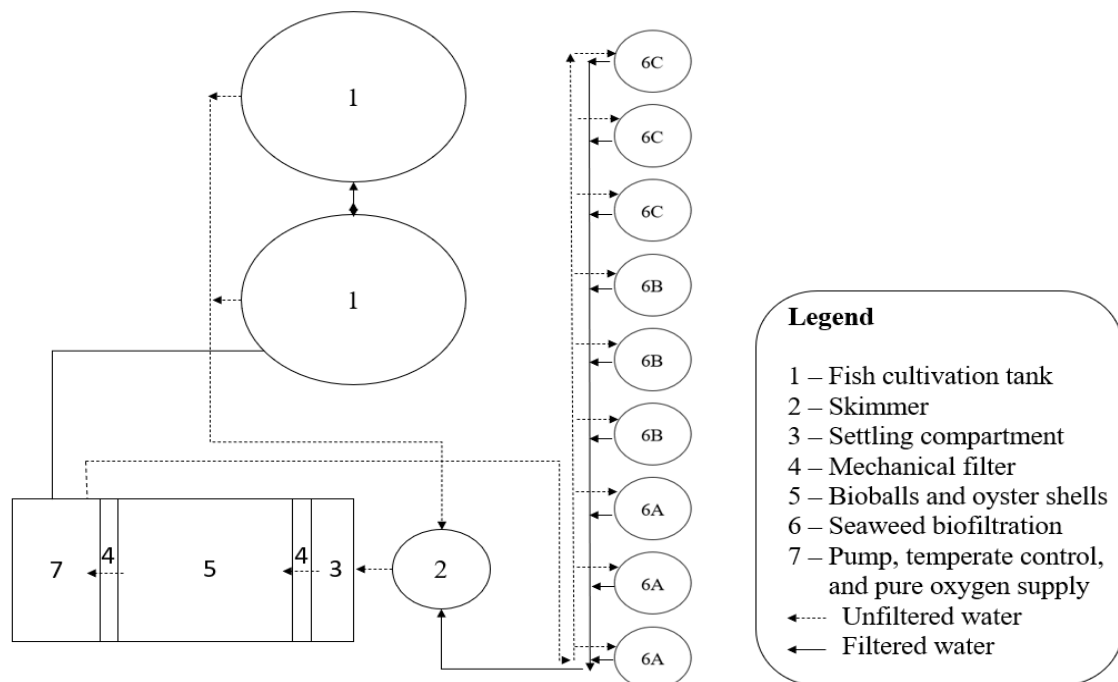 1
1
6C
6C
6C
6B
6B
6B
6A
6A
6A
7
4
5
4
3
2
Legend
1 – Fish cultivation tank
2 – Skimmer
3 – Settling compartment
4 – Mechanical filter
5 – Bioballs and oyster shells
6 – Seaweed biofiltration
7 – Pump, temperate control,
and pure oxygen supply
Unfiltered water
Filtered water